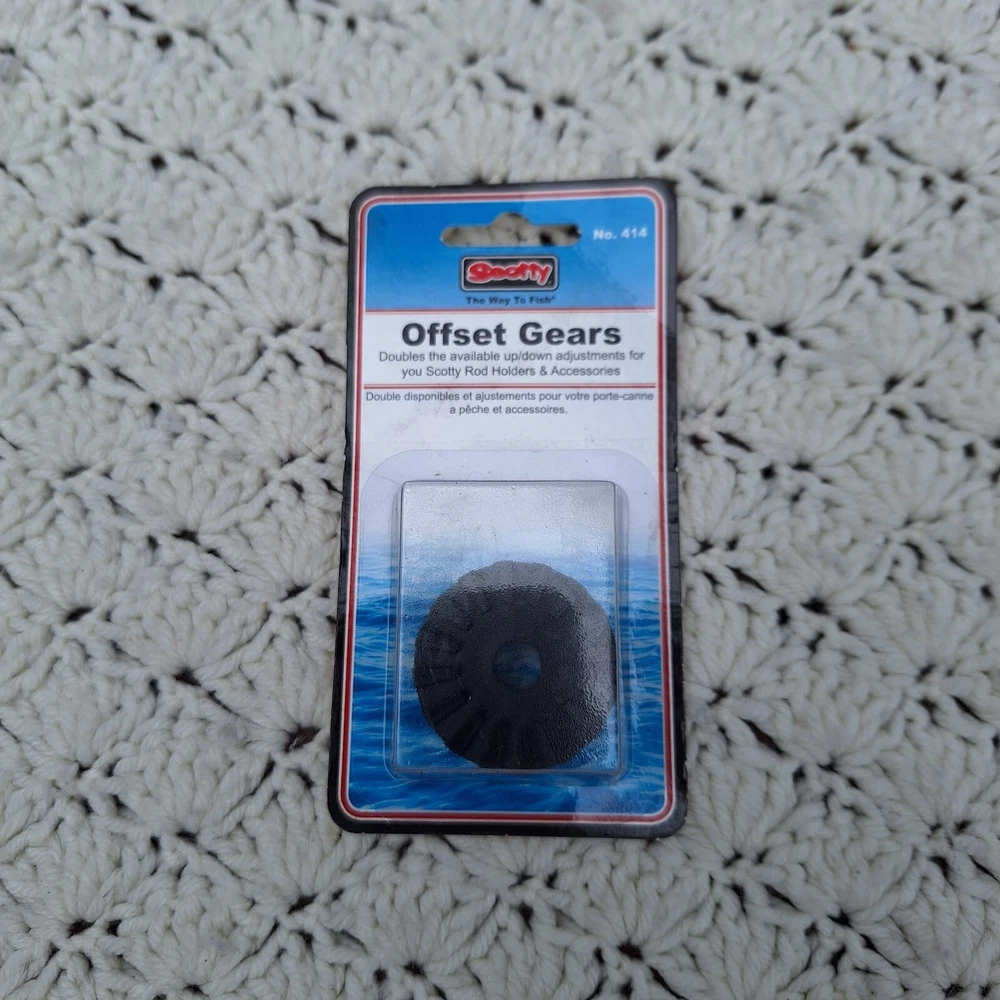 No. 414
Scotty
The Way To Fish®
Offset Gears
Doubles the available up/down adjustments for
you Scotty Rod Holders & Accessories
Double disponibles et ajustements pour votre porte-canne
a pêche et accessoires.